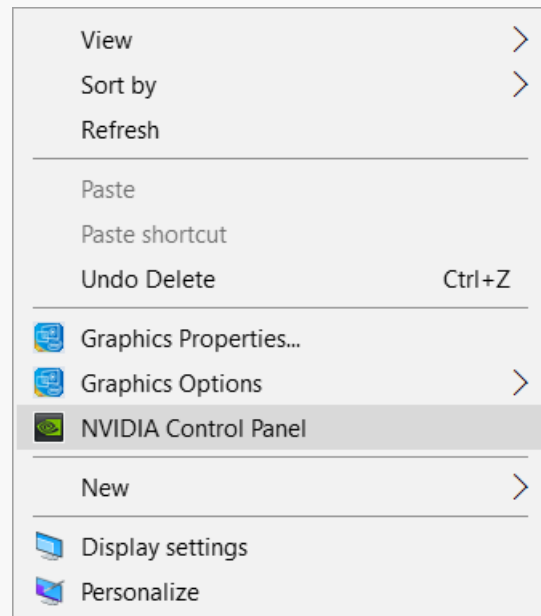 View
Sort by
Refresh
Paste
Paste shortcut
Undo Delete Ctrl+Z
Graphics Properties...
Graphics Options
NVIDIA Control Panel
New
Display settings
Personalize